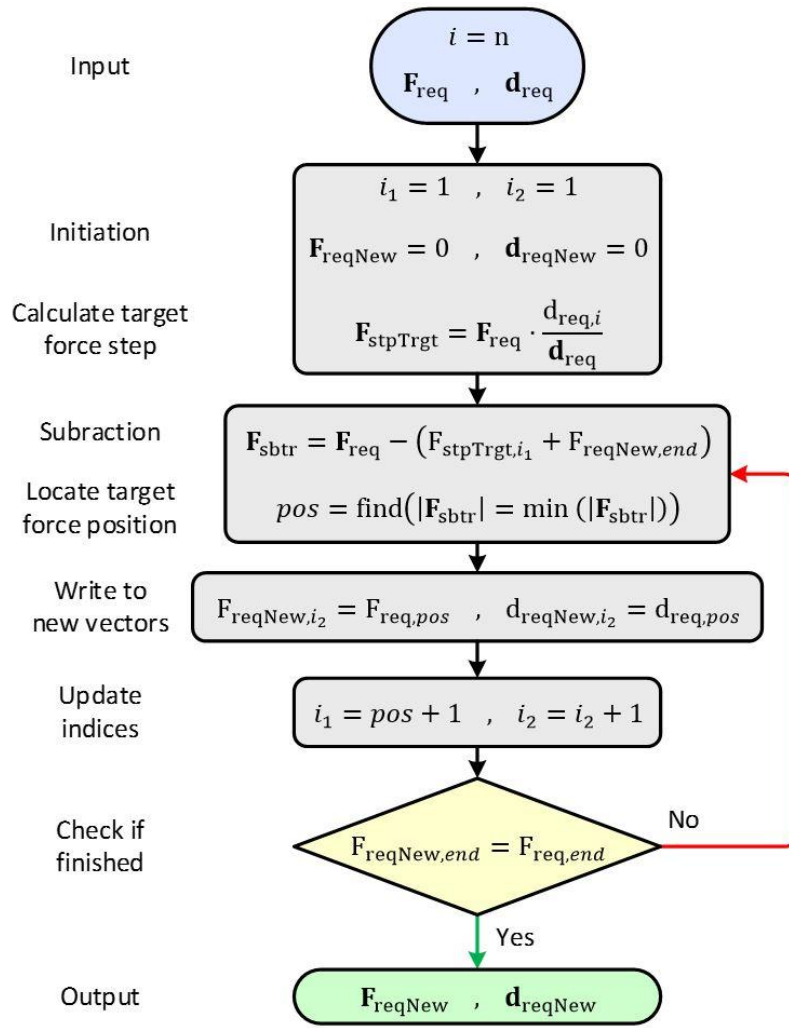 Input
i = n
F_req , d_req
Initiation
i_1 = 1 , i_2 = 1
F_reqNew = 0 , d_reqNew = 0
Calculate target
force step
F_stpTrgt = F_req · d_req,i / d_req
Subraction
F_sbtr = F_req − (F_stpTrgt,i_1 + F_reqNew,end)
Locate target
force position
pos = find(|F_sbtr| = min (|F_sbtr|))
Write to
new vectors
F_reqNew,i_2 = F_req,pos , d_reqNew,i_2 = d_req,pos
Update
indices
i_1 = pos + 1 , i_2 = i_2 + 1
Check if
finished
F_reqNew,end = F_req,end
No
Yes
Output
F_reqNew , d_reqNew